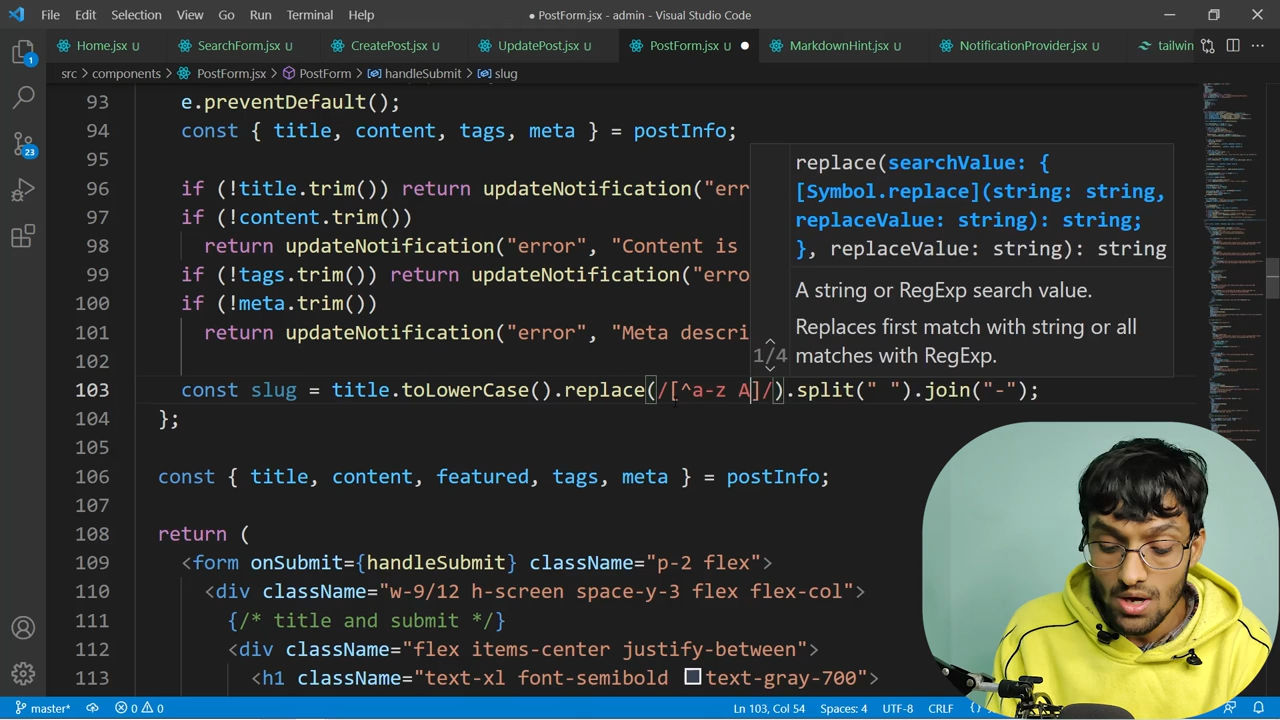 File Edit Selection View Go Run Terminal Help ● PostForm.jsx - admin - Visual Studio Code
Home.jsx U SearchForm.jsx U CreatePost.jsx U UpdatePost.jsx U PostForm.jsx U ● MarkdownHint.jsx U NotificationProvider.jsx U tailwin
src > components > PostForm.jsx > PostForm > handleSubmit > slug
93 e.preventDefault();
94 const { title, content, tags, meta } = postInfo;
95
96 if (!title.trim()) return updateNotification("err
97 if (!content.trim())
98 return updateNotification("error", "Content is
99 if (!tags.trim()) return updateNotification("erro
100 if (!meta.trim())
101 return updateNotification("error", "Meta descri
102
103 const slug = title.toLowerCase().replace(/[^a-z A]/).split(" ").join("-");
104 };
105
106 const { title, content, featured, tags, meta } = postInfo;
107
108 return (
109 <form onSubmit={handleSubmit} className="p-2 flex">
110 <div className="w-9/12 h-screen space-y-3 flex flex-col">
111 {/* title and submit */}
112 <div className="flex items-center justify-between">
113 <h1 className="text-xl font-semibold text-gray-700">
replace(searchValue: {
[Symbol.replace](string: string,
replaceValue: string): string;
}, replaceValue: string): string
A string or RegExp search value.
1/4
Replaces first match with string or all
matches with RegExp.
1
23
master* 0 0 Ln 103, Col 54 Spaces: 4 UTF-8 CRLF